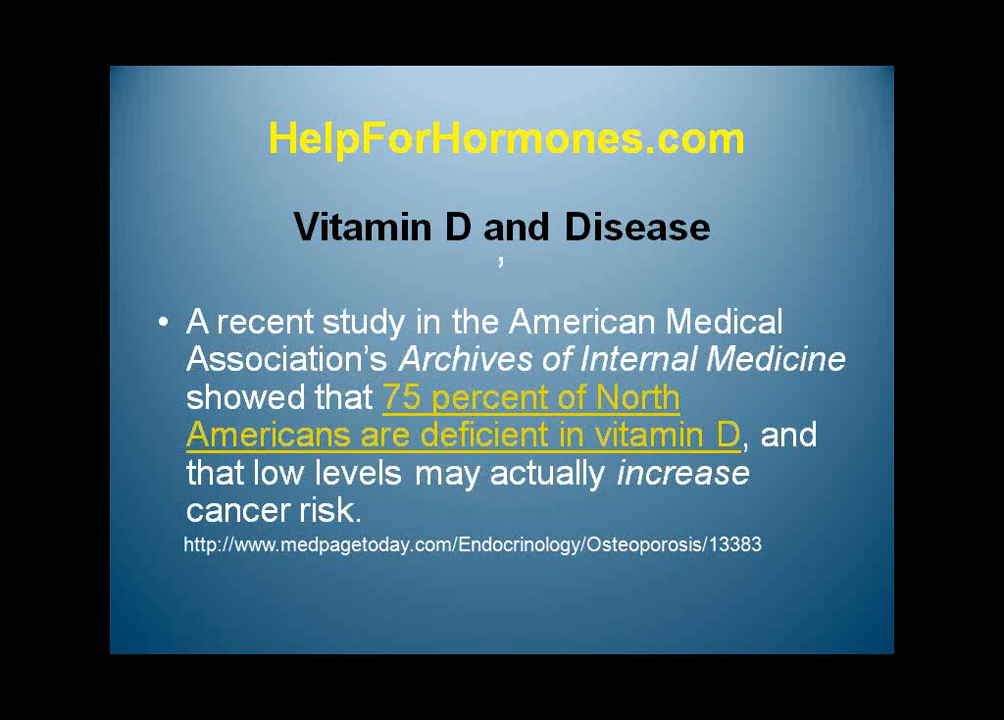 HelpForHormones.com
Vitamin D and Disease
,
• A recent study in the American Medical
Association’s Archives of Internal Medicine
showed that 75 percent of North
Americans are deficient in vitamin D, and
that low levels may actually increase
cancer risk.
http://www.medpagetoday.com/Endocrinology/Osteoporosis/13383